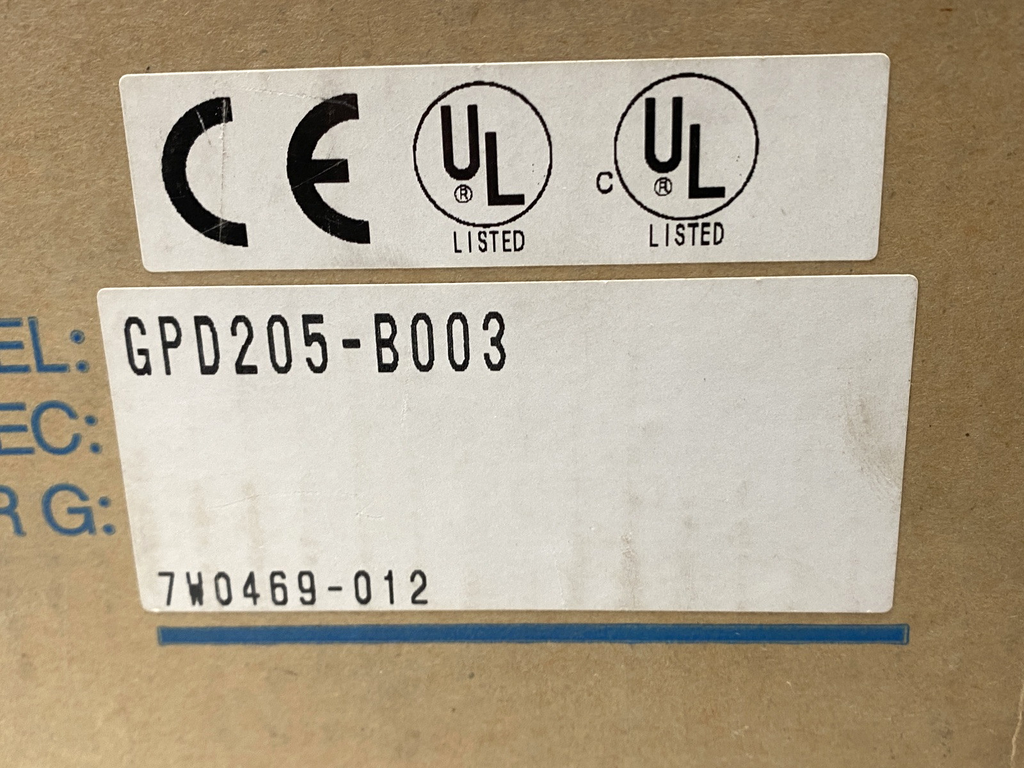 CE UL® c UL®
LISTED LISTED
EL: GPD205-B003
EC:
R G:
7W0469-012